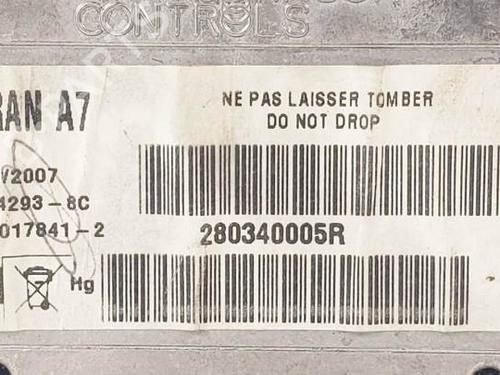 CONTROLS
RAN A7
NE PAS LAISSER TOMBER
DO NOT DROP
/2007
4293-8C
017841-2
280340005R
Hg